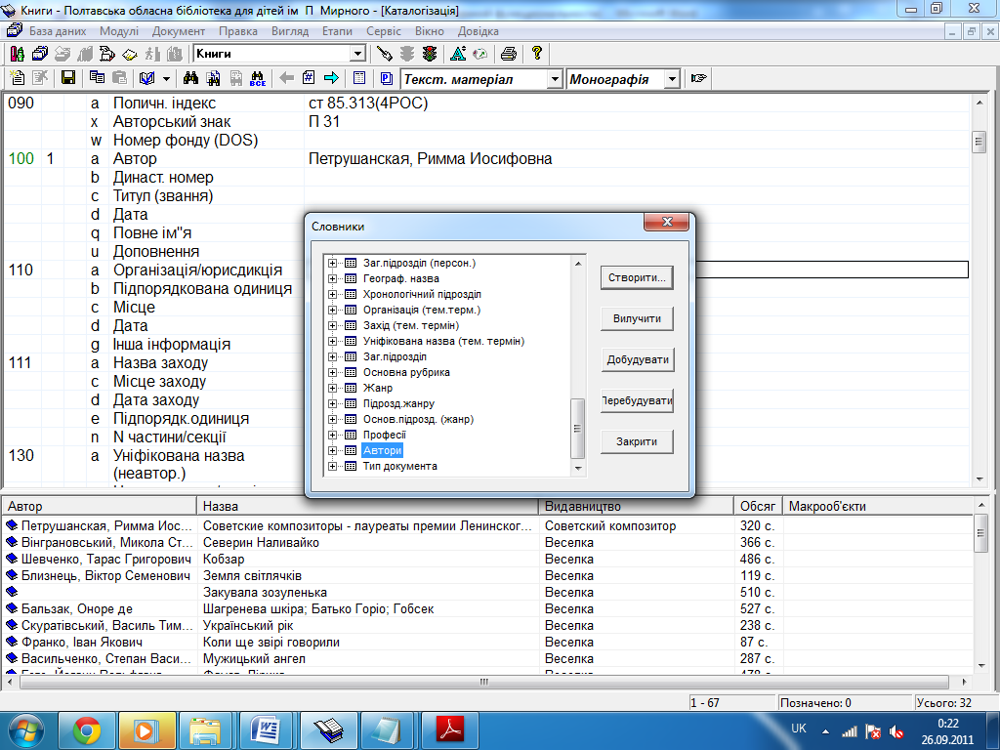 Книги - Полтавська обласна бібліотека для дітей ім П Мирного - [Каталогізація]
База даних Модулі Документ Правка Вигляд Етапи Сервіс Вікно Довідка
Книги
ВСЕ Текст. матеріал Монографія
090 a Поличн. індекс ст 85.313(4РОС)
x Авторський знак П 31
w Номер фонду (DOS)
100 1 a Автор Петрушанская, Римма Иосифовна
b Династ. номер
c Титул (звання)
d Дата
q Повне ім"я
u Доповнення
110 a Організація/юрисдикція
b Підпорядкована одиниця
c Місце
d Дата
g Інша інформація
111 a Назва заходу
c Місце заходу
d Дата заходу
e Підпорядк.одиниця
n N частини/секції
130 a Уніфікована назва
(неавтор.)
Словники
Заг.підрозділ (персон.)
Географ. назва
Хронологічний підрозділ
Організація (тем.терм.)
Захід (тем. термін)
Уніфікована назва (тем. термін)
Заг.підрозділ
Основна рубрика
Жанр
Підрозд.жанру
Основ.підрозд. (жанр)
Професії
Автори
Тип документа
Створити...
Вилучити
Добудувати
Перебудувати
Закрити
Автор Назва Видавництво Обсяг Макрооб'єкти
Петрушанская, Римма Иос... Советские композиторы - лауреаты премии Ленинског... Советский композитор 320 с.
Вінграновський, Микола Ст... Северин Наливайко Веселка 366 с.
Шевченко, Тарас Григорович Кобзар Веселка 486 с.
Близнець, Віктор Семенович Земля світлячків Веселка 119 с.
Закувала зозуленька Веселка 510 с.
Бальзак, Оноре де Шагренева шкіра; Батько Горіо; Гобсек Веселка 527 с.
Скуратівський, Василь Тим... Український рік Веселка 238 с.
Франко, Іван Якович Коли ще звірі говорили Веселка 87 с.
Васильченко, Степан Васи... Мужицький ангел Веселка 287 с.
1 - 67 Позначено: 0 Усього: 32
UK 0:22
26.09.2011